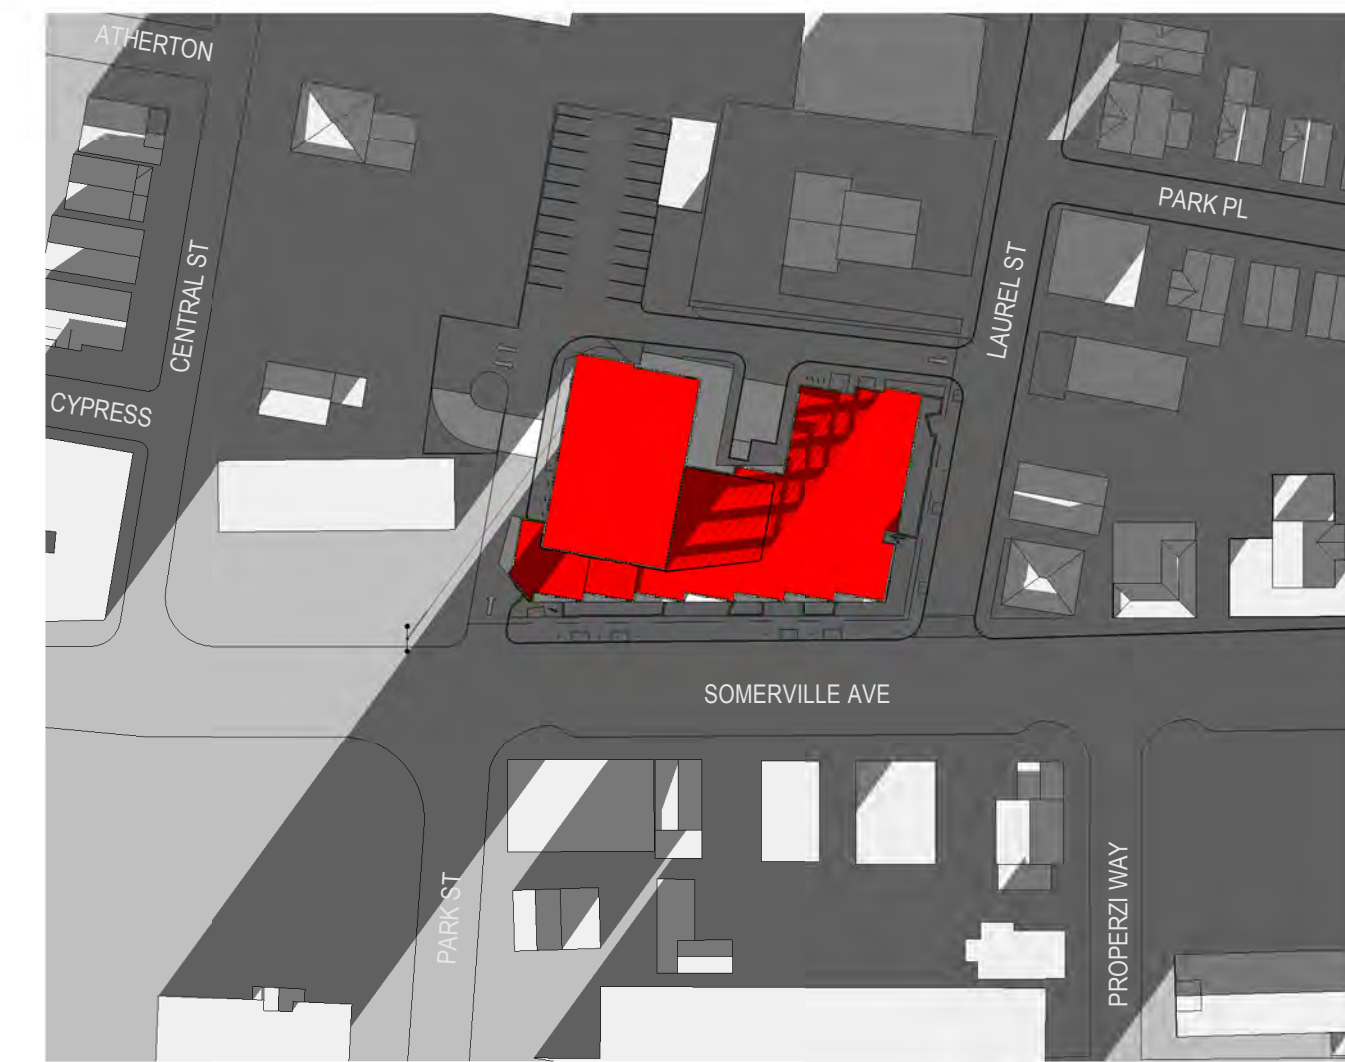 ATHERTON
PARK PL
CENTRAL ST
LAUREL ST
CYPRESS
SOMERVILLE AVE
PARK ST
PROPERZI WAY